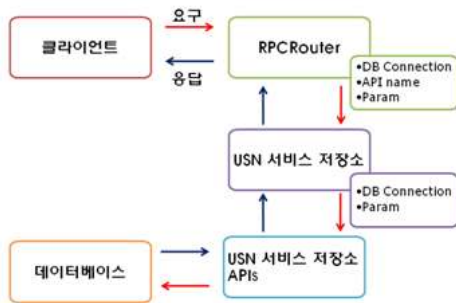 요구
클라이언트
RPCRouter
응답
•DB Connection
•API name
•Param
USN 서비스 저장소
•DB Connection
•Param
데이터베이스
USN 서비스 저장소
APIs